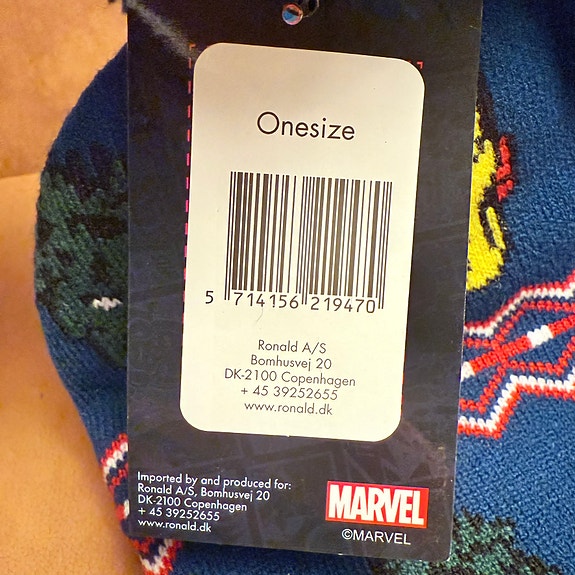 Onesize
5 714156 219470
Ronald A/S
Bomhusvej 20
DK-2100 Copenhagen
+ 45 39252655
www.ronald.dk
Imported by and produced for:
Ronald A/S, Bomhusvej 20
DK-2100 Copenhagen
+ 45 39252655
www.ronald.dk
MARVEL
©MARVEL